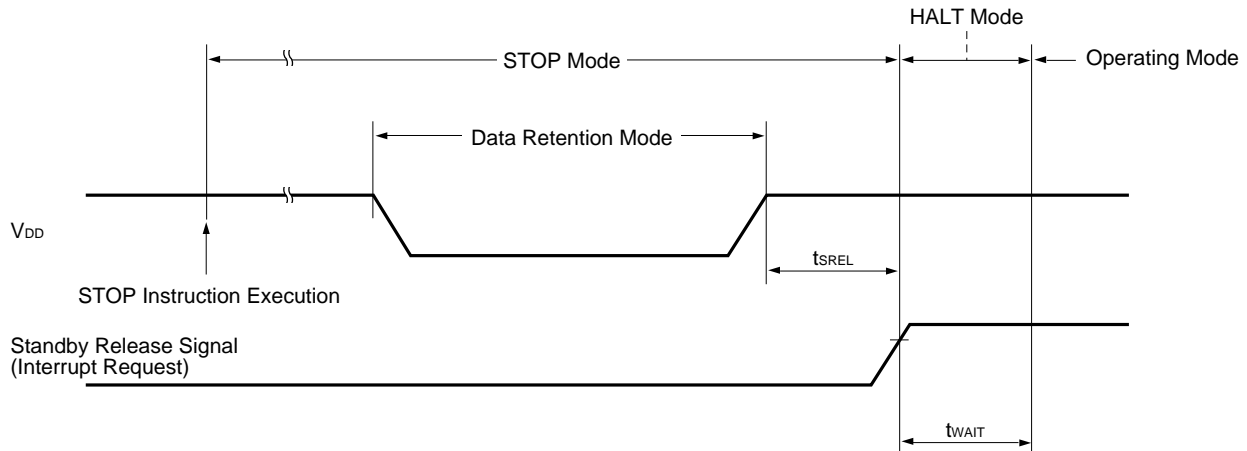 HALT Mode
STOP Mode
Operating Mode
Data Retention Mode
VDD
tSREL
STOP Instruction Execution
Standby Release Signal
(Interrupt Request)
tWAIT